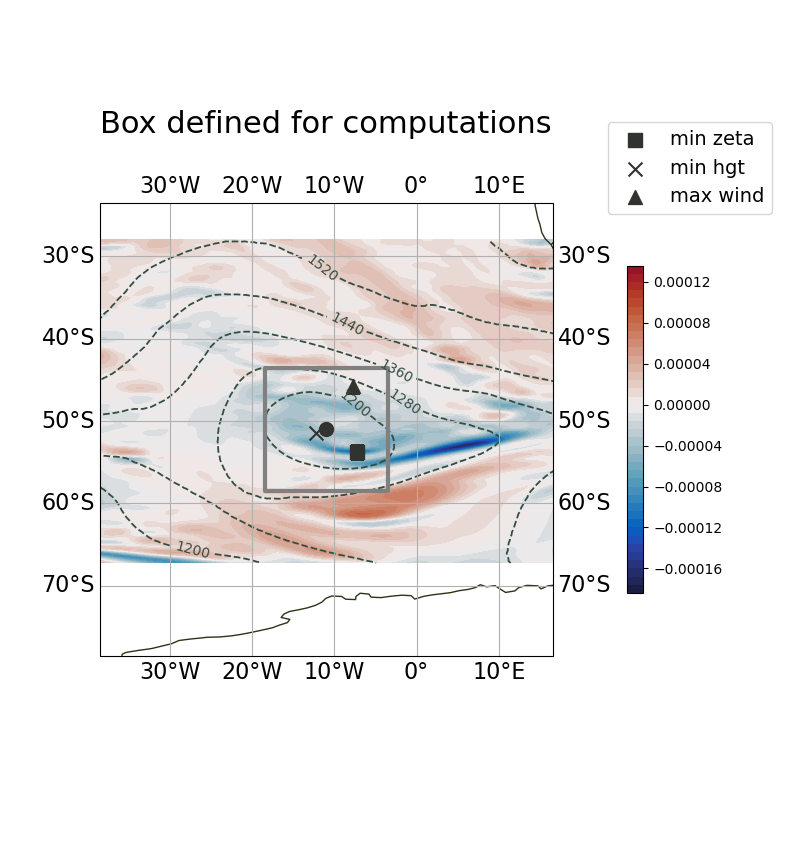 Box defined for computations
min zeta
min hgt
max wind
30°W 20°W 10°W 0° 10°E
30°S 30°S
40°S 40°S
50°S 50°S
60°S 60°S
70°S 70°S
1520
1440
1360
1280
1200
1200
30°W 20°W 10°W 0° 10°E
0.00012
0.00008
0.00004
0.00000
−0.00004
−0.00008
−0.00012
−0.00016